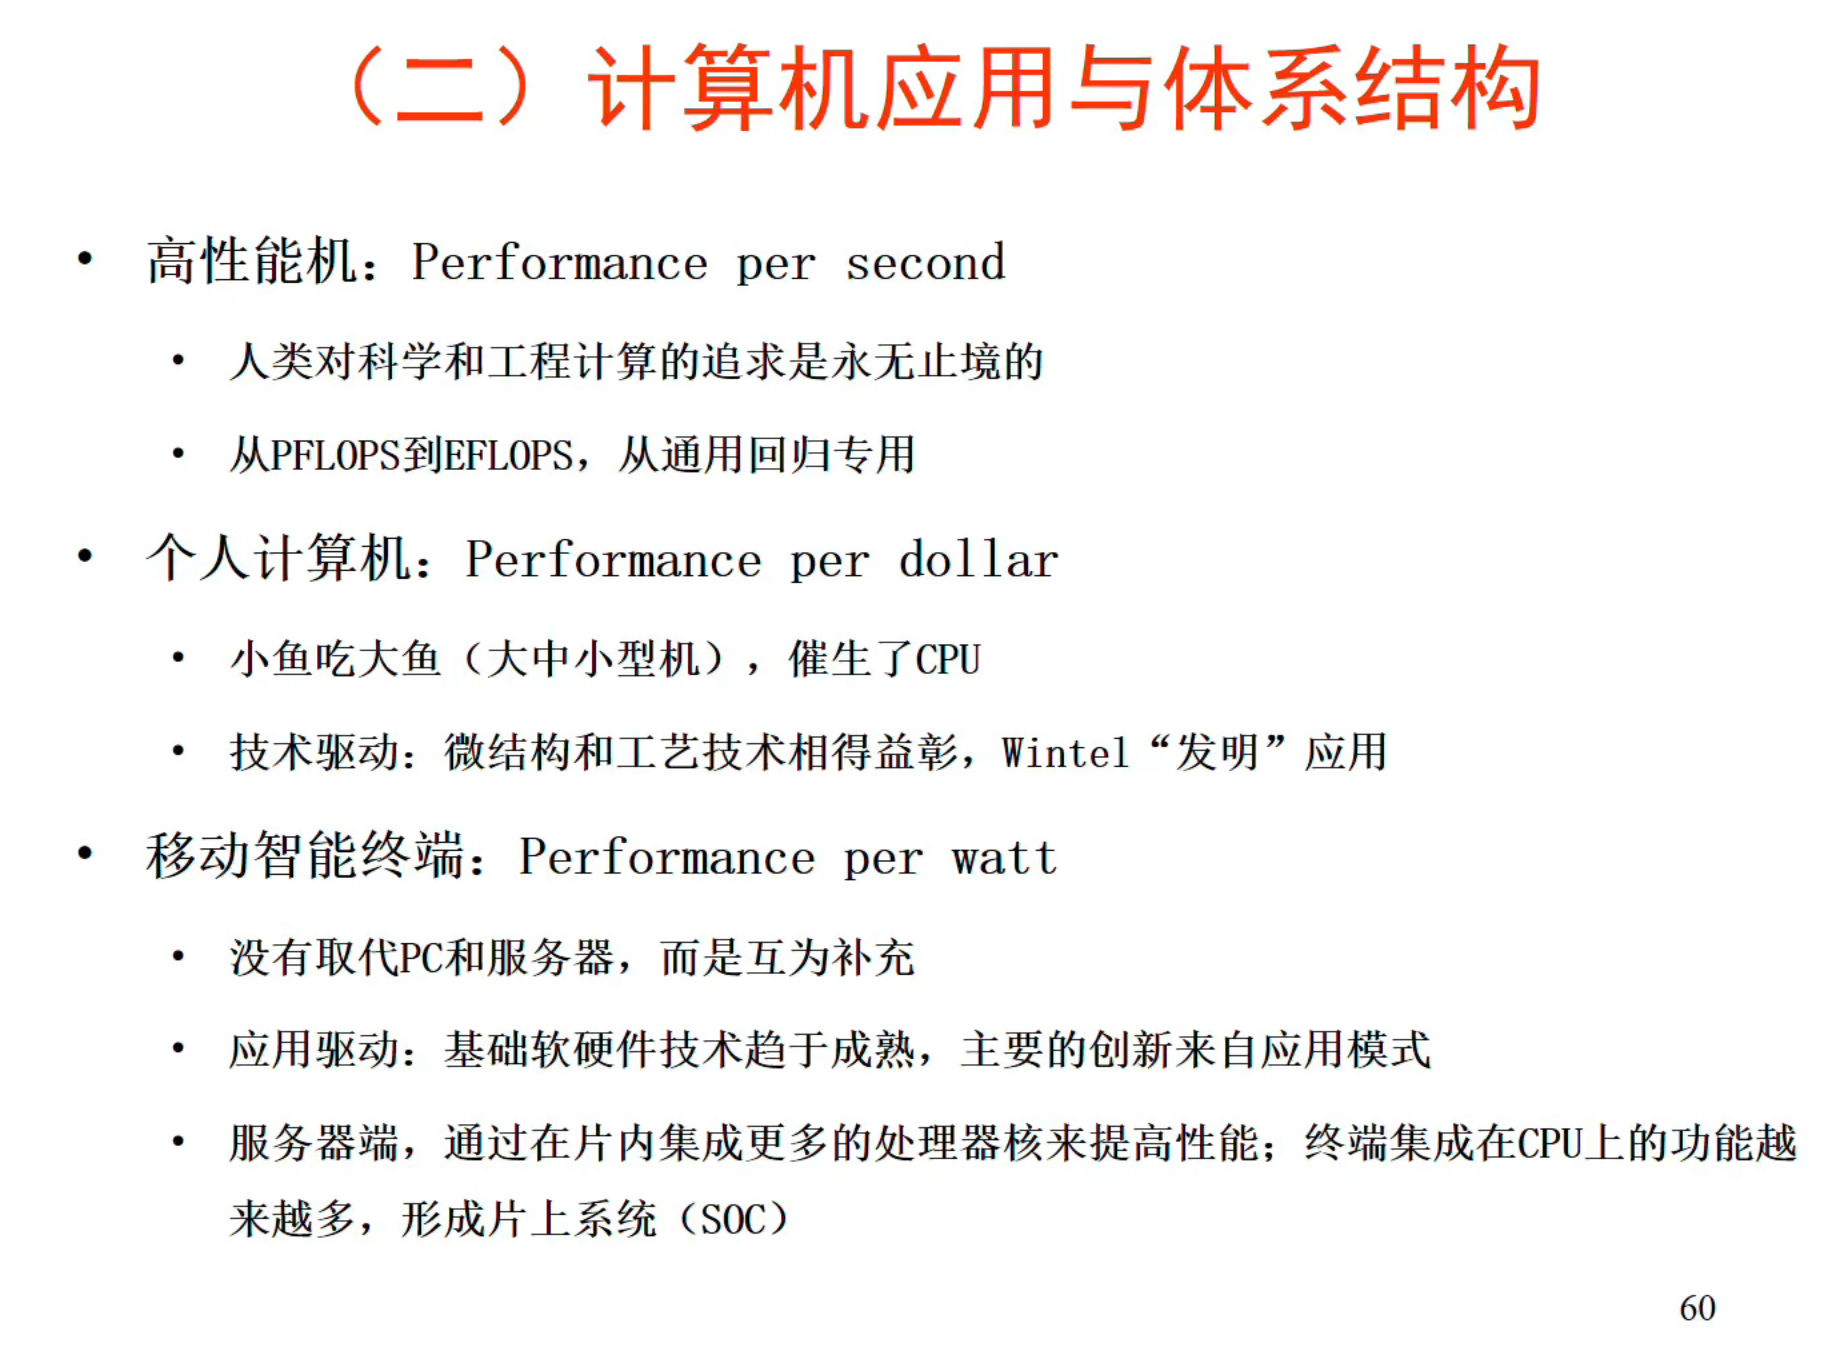 （二）计算机应用与体系结构
• 高性能机：Performance per second
• 人类对科学和工程计算的追求是永无止境的
• 从PFLOPS到EFLOPS，从通用回归专用
• 个人计算机：Performance per dollar
• 小鱼吃大鱼（大中小型机），催生了CPU
• 技术驱动：微结构和工艺技术相得益彰，Wintel“发明”应用
• 移动智能终端：Performance per watt
• 没有取代PC和服务器，而是互为补充
• 应用驱动：基础软硬件技术趋于成熟，主要的创新来自应用模式
• 服务器端，通过在片内集成更多的处理器核来提高性能；终端集成在CPU上的功能越
来越多，形成片上系统（SOC）
60